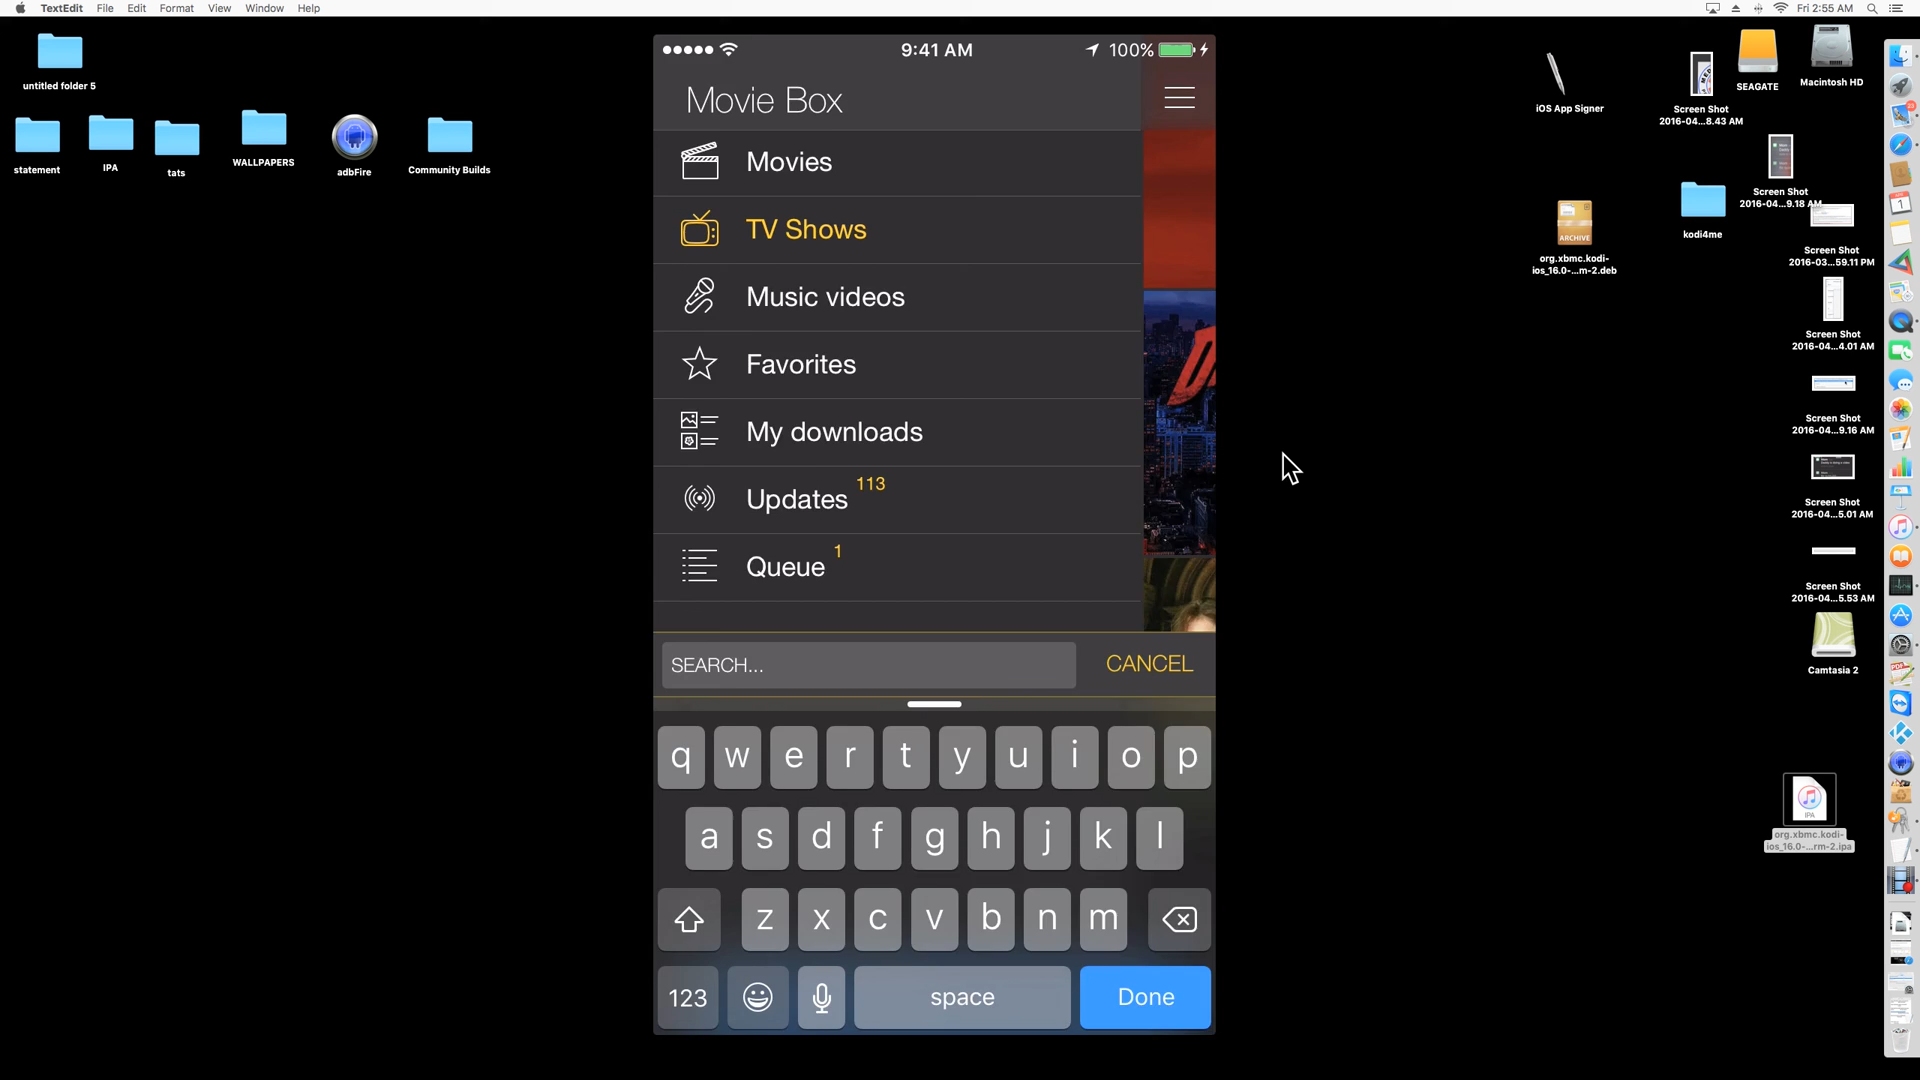 TextEdit File Edit Format View Window Help
Fri 2:55 AM
untitled folder 5
statement
IPA
tats
WALLPAPERS
adbFire
Community Builds
●●●●● 9:41 AM 100%
Movie Box
Movies
TV Shows
Music videos
Favorites
My downloads
Updates 113
Queue 1
SEARCH...
CANCEL
q w e r t y u i o p
a s d f g h j k l
z x c v b n m
123 space Done
iOS App Signer
Screen Shot
2016-04...8.43 AM
SEAGATE
Macintosh HD
Screen Shot
2016-04...9.18 AM
ARCHIVE
org.xbmc.kodi-
ios_16.0-...m-2.deb
kodi4me
Screen Shot
2016-03...59.11 PM
Screen Shot
2016-04...4.01 AM
Screen Shot
2016-04...9.16 AM
Screen Shot
2016-04...5.01 AM
Screen Shot
2016-04...5.53 AM
Camtasia 2
IPA
org.xbmc.kodi-
ios_16.0-...rm-2.ipa